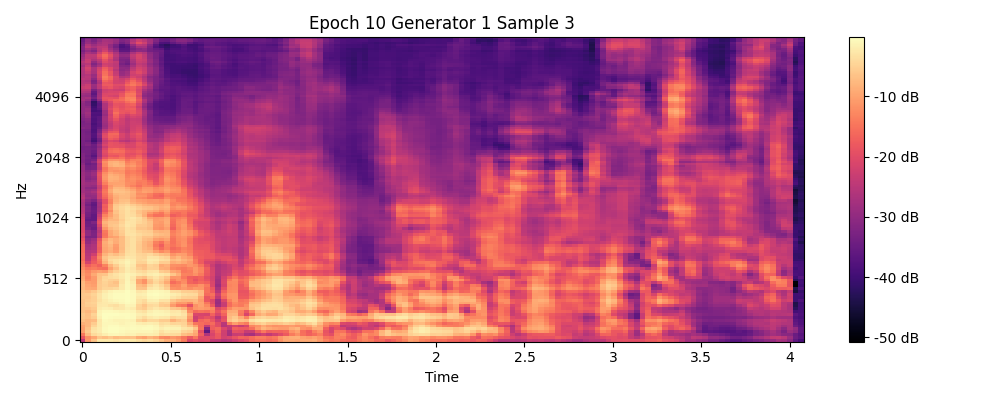 Epoch 10 Generator 1 Sample 3
Hz
4096
2048
1024
512
0
0 0.5 1 1.5 2 2.5 3 3.5 4
Time
-10 dB
-20 dB
-30 dB
-40 dB
-50 dB